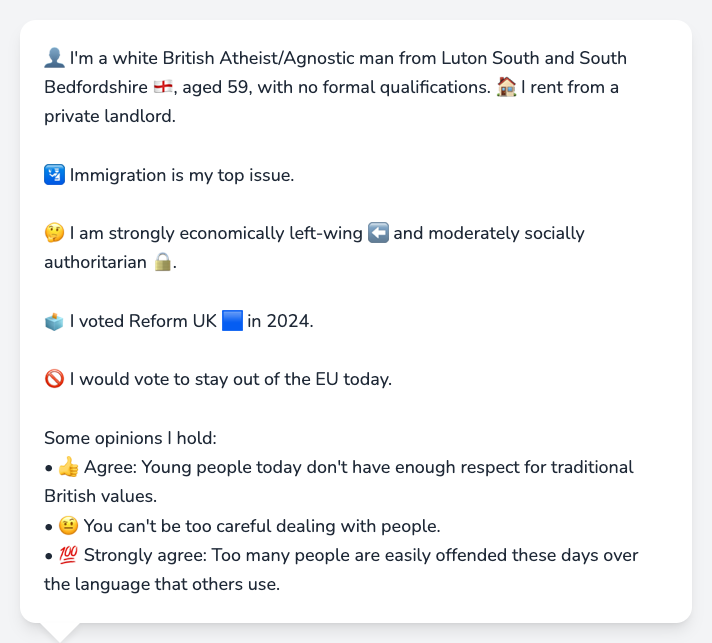 👤 I'm a white British Atheist/Agnostic man from Luton South and South
Bedfordshire 🏴󠁧󠁢󠁥󠁮󠁧󠁿, aged 59, with no formal qualifications. 🏠 I rent from a
private landlord.
🛂 Immigration is my top issue.
🤔 I am strongly economically left-wing ⬅️ and moderately socially
authoritarian 🔒.
🗳️ I voted Reform UK 🟦 in 2024.
🚫 I would vote to stay out of the EU today.
Some opinions I hold:
• 👍 Agree: Young people today don't have enough respect for traditional
British values.
• 🤨 You can't be too careful dealing with people.
• 💯 Strongly agree: Too many people are easily offended these days over
the language that others use.